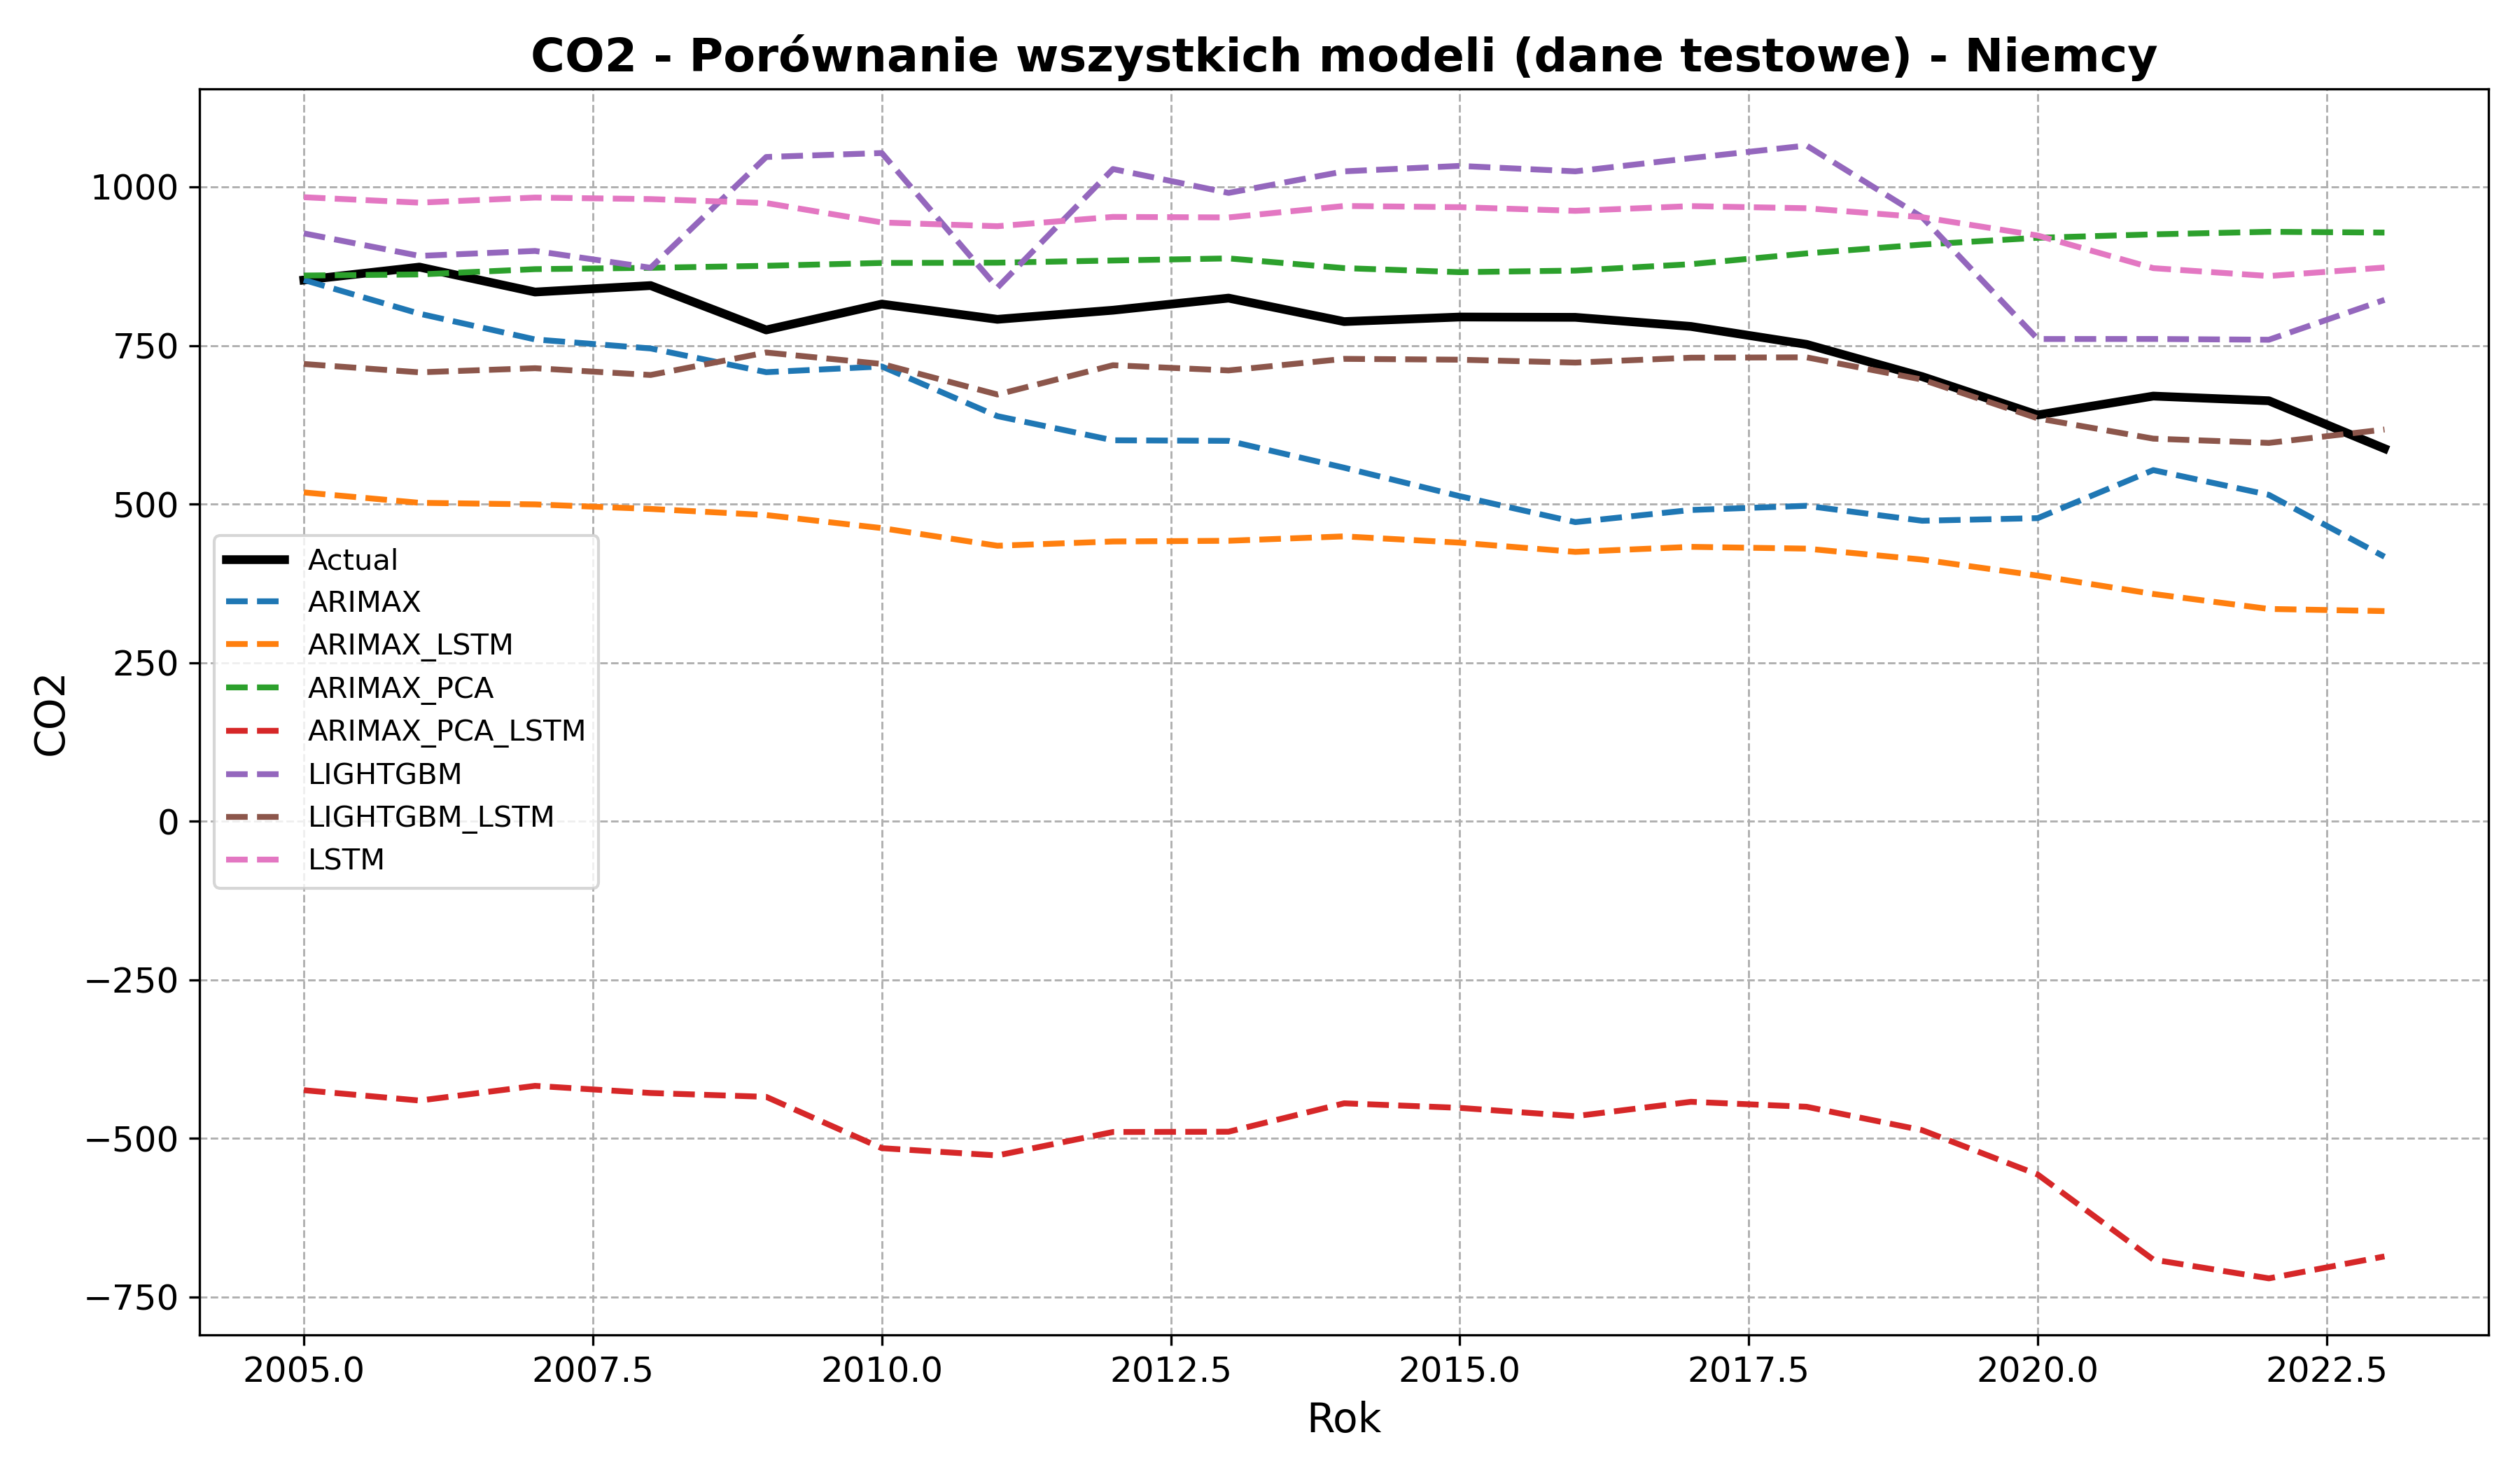 CO2 - Porównanie wszystkich modeli (dane testowe) - Niemcy
1000
750
500
250
0
−250
−500
−750
CO2
Actual
ARIMAX
ARIMAX_LSTM
ARIMAX_PCA
ARIMAX_PCA_LSTM
LIGHTGBM
LIGHTGBM_LSTM
LSTM
2005.0 2007.5 2010.0 2012.5 2015.0 2017.5 2020.0 2022.5
Rok